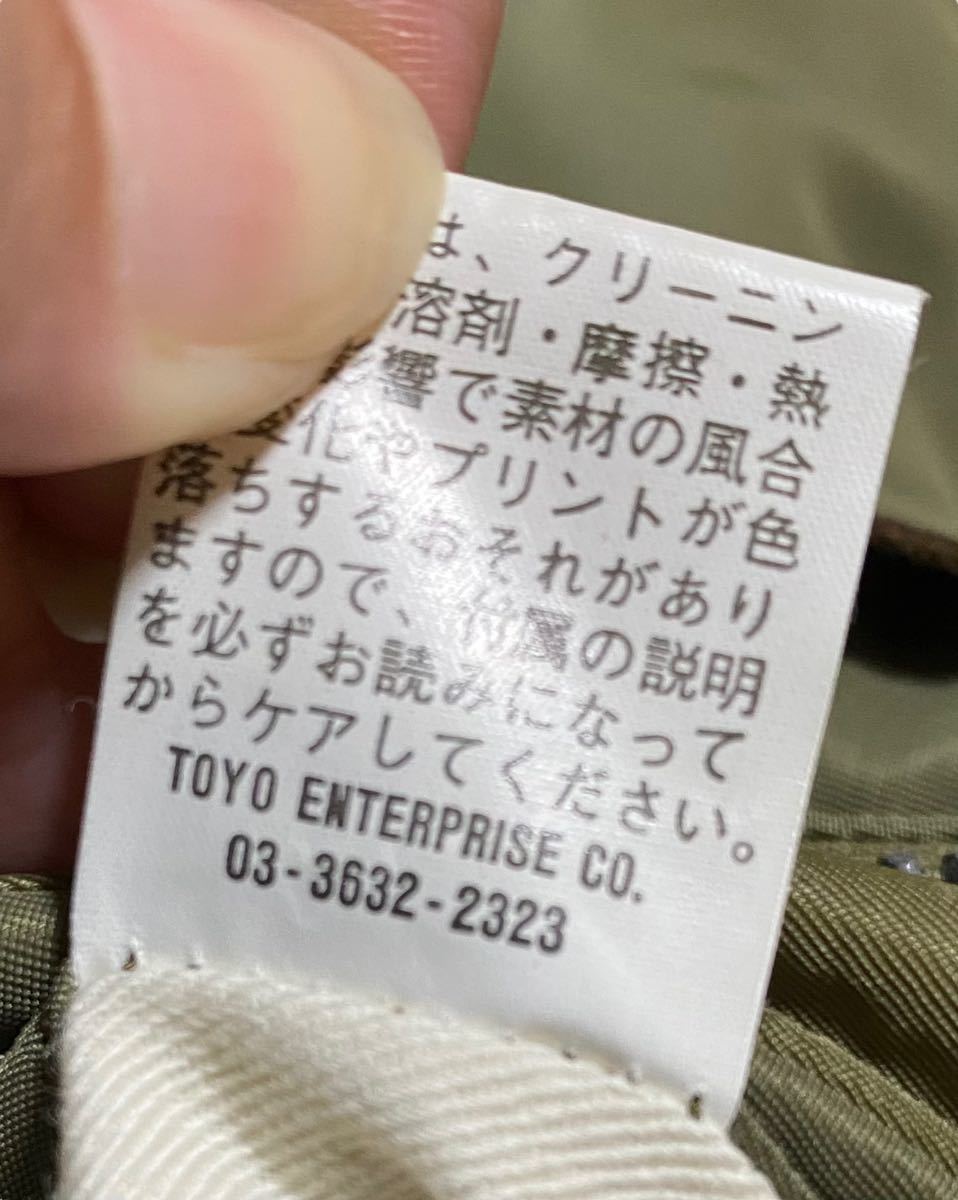 は、クリーニン
溶剤・摩擦・熱
影響で素材の風合
変化やプリントが色
落ちするおそれがあり
ますので、付属の説明
を必ずお読みになって
からケアしてください。
TOYO ENTERPRISE CO.
03-3632-2323